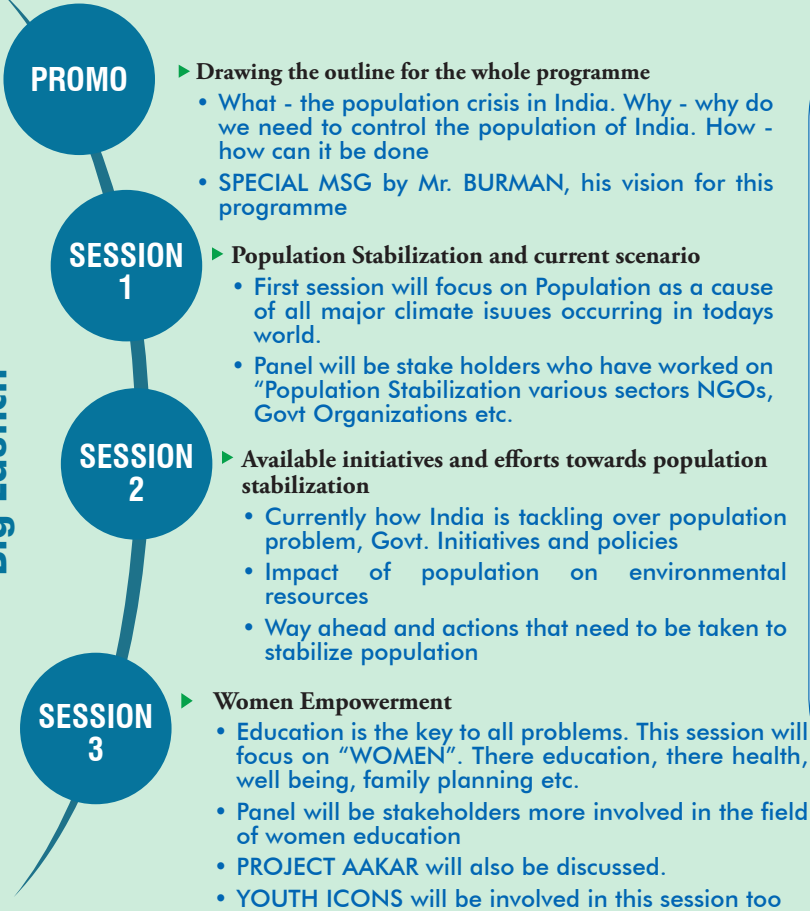 PROMO
Drawing the outline for the whole programme
• What - the population crisis in India. Why - why do
we need to control the population of India. How -
how can it be done
• SPECIAL MSG by Mr. BURMAN, his vision for this
programme
SESSION
1
Population Stabilization and current scenario
• First session will focus on Population as a cause
of all major climate isuues occurring in todays
world.
• Panel will be stake holders who have worked on
“Population Stabilization various sectors NGOs,
Govt Organizations etc.
SESSION
2
Available initiatives and efforts towards population
stabilization
• Currently how India is tackling over population
problem, Govt. Initiatives and policies
• Impact of population on environmental
resources
• Way ahead and actions that need to be taken to
stabilize population
SESSION
3
Women Empowerment
• Education is the key to all problems. This session will
focus on “WOMEN”. There education, there health,
well being, family planning etc.
• Panel will be stakeholders more involved in the field
of women education
• PROJECT AAKAR will also be discussed.
• YOUTH ICONS will be involved in this session too